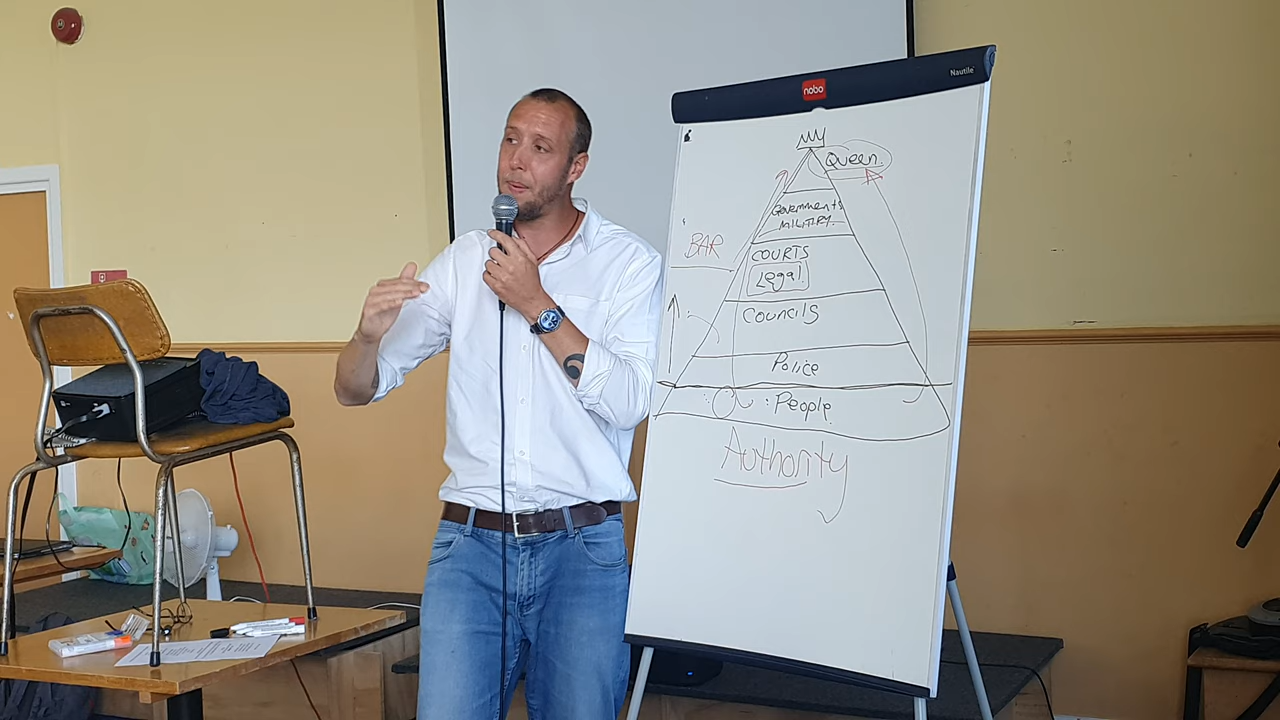 nobo
Nautile
Queen.
Governments
MILITARY.
BAR
COURTS
Legal
Councils
Police
People
Authority